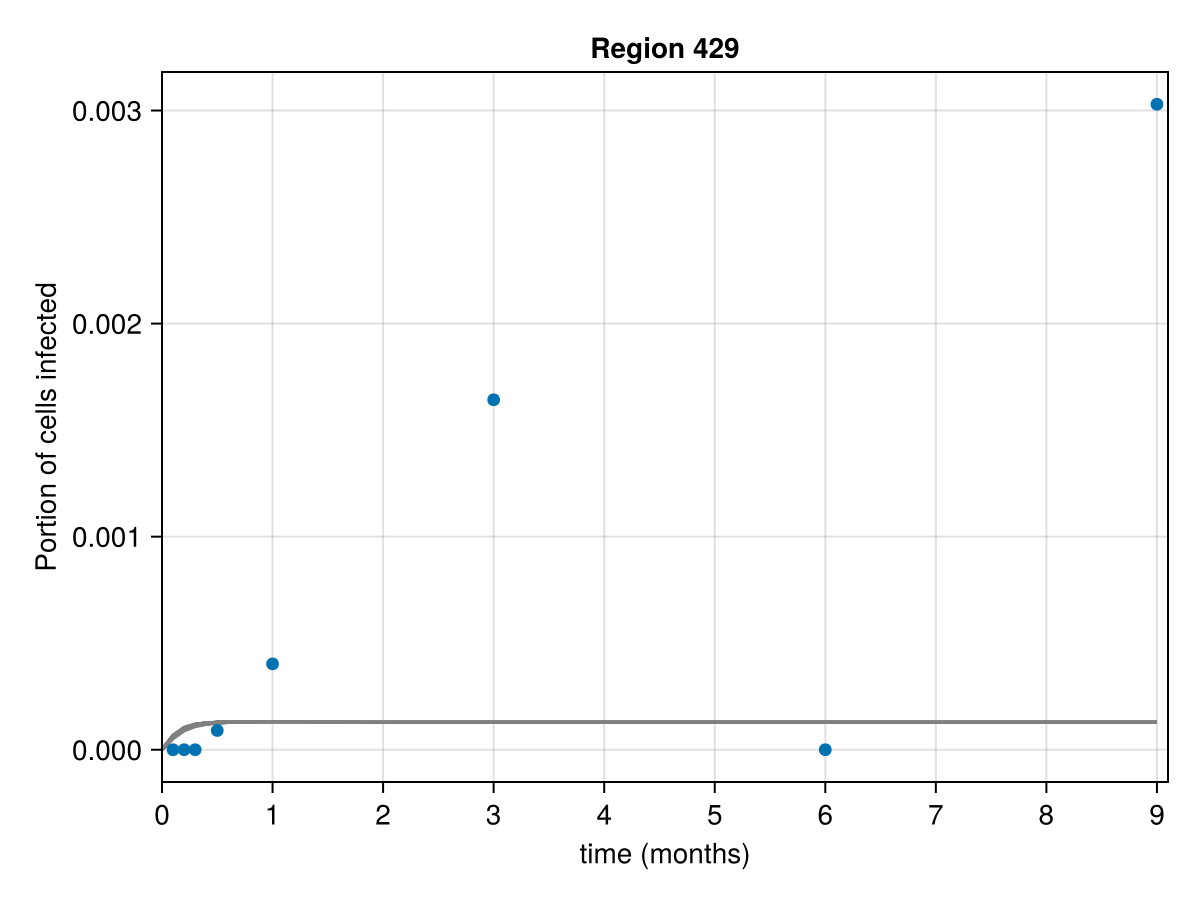 Region 429
Portion of cells infected
0.003
0.002
0.001
0.000
0 1 2 3 4 5 6 7 8 9
time (months)